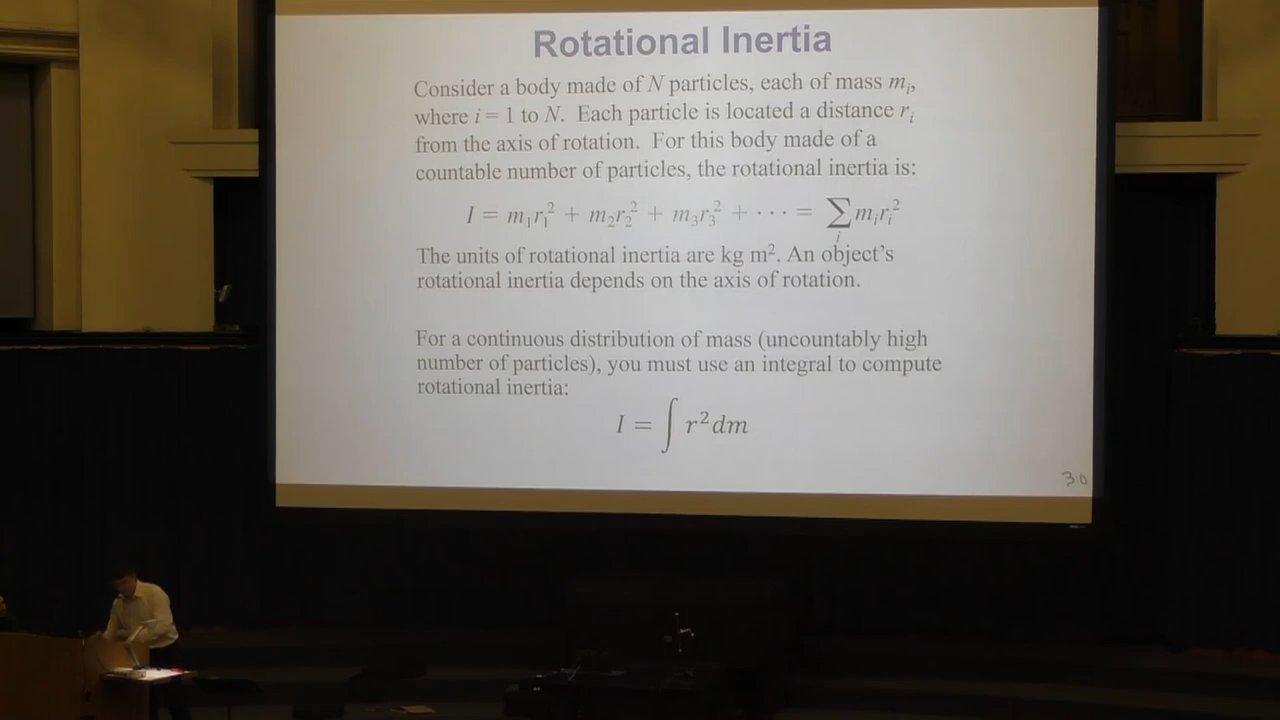 Rotational Inertia
Consider a body made of N particles, each of mass mᵢ,
where i = 1 to N. Each particle is located a distance rᵢ
from the axis of rotation. For this body made of a
countable number of particles, the rotational inertia is:
I = m₁r₁² + m₂r₂² + m₃r₃² + ··· = ∑ᵢ mᵢrᵢ²
The units of rotational inertia are kg m². An object’s
rotational inertia depends on the axis of rotation.
For a continuous distribution of mass (uncountably high
number of particles), you must use an integral to compute
rotational inertia:
I = ∫ r² dm
30